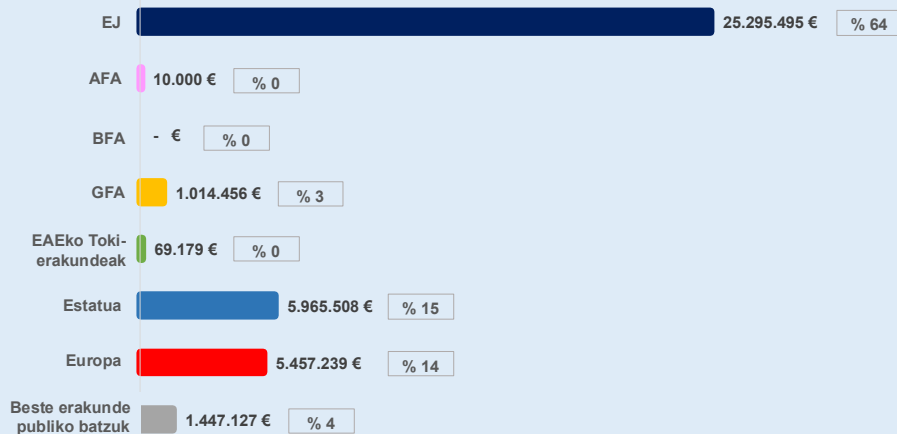 EJ 25.295.495 € % 64
AFA 10.000 € % 0
BFA - € % 0
GFA 1.014.456 € % 3
EAEko Toki-
erakundeak 69.179 € % 0
Estatua 5.965.508 € % 15
Europa 5.457.239 € % 14
Beste erakunde
publiko batzuk 1.447.127 € % 4